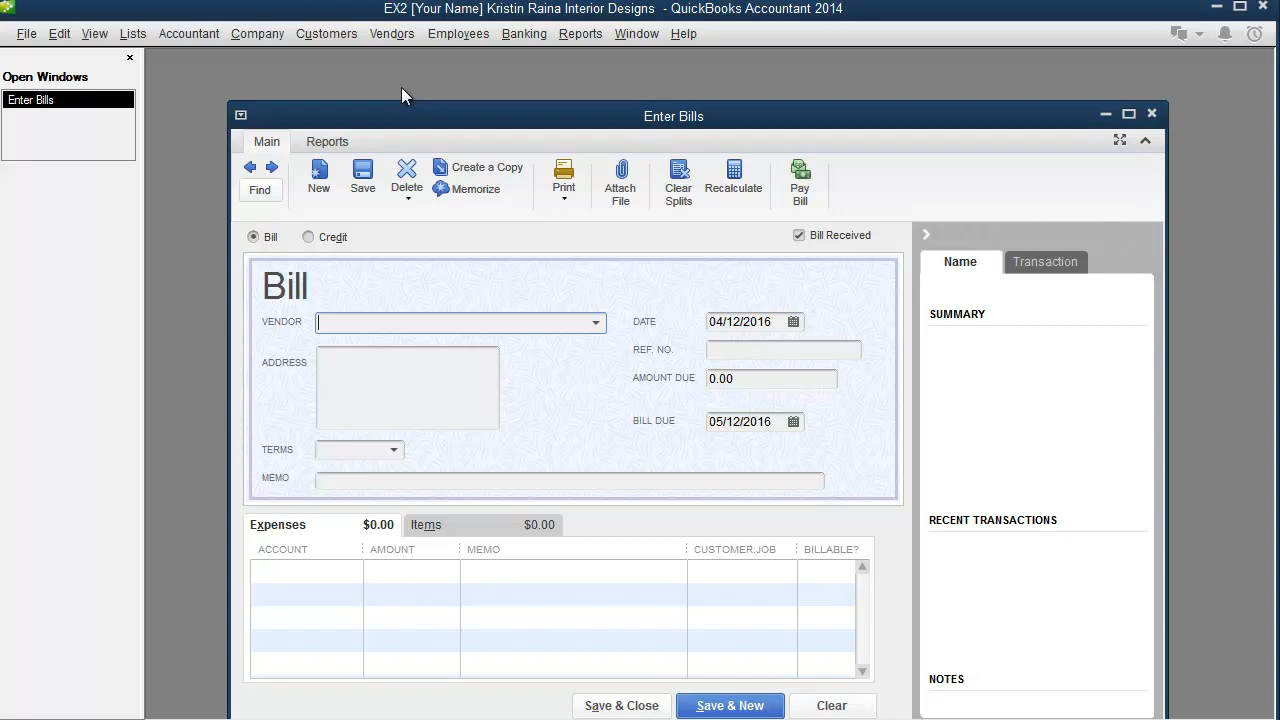 EX2 [Your Name] Kristin Raina Interior Designs - QuickBooks Accountant 2014
File Edit View Lists Accountant Company Customers Vendors Employees Banking Reports Window Help
Open Windows
Enter Bills
Enter Bills
Main Reports
Find New Save Delete Create a Copy Memorize Print Attach File Clear Splits Recalculate Pay Bill
Bill Credit Bill Received
Bill
VENDOR DATE 04/12/2016
REF. NO.
ADDRESS AMOUNT DUE 0.00
BILL DUE 05/12/2016
TERMS
MEMO
Expenses $0.00 Items $0.00
ACCOUNT AMOUNT MEMO CUSTOMER:JOB BILLABLE?
Save & Close Save & New Clear
Name Transaction
SUMMARY
RECENT TRANSACTIONS
NOTES